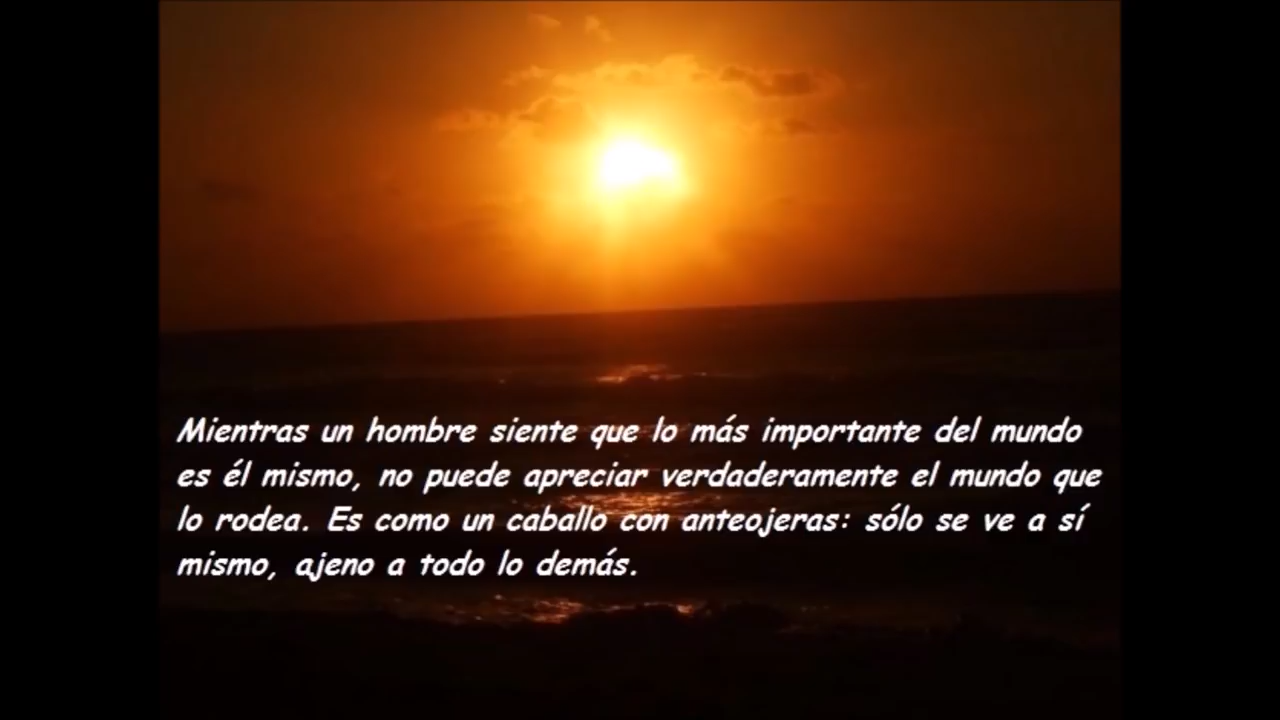 Mientras un hombre siente que lo más importante del mundo
es él mismo, no puede apreciar verdaderamente el mundo que
lo rodea. Es como un caballo con anteojeras: sólo se ve a sí
mismo, ajeno a todo lo demás.